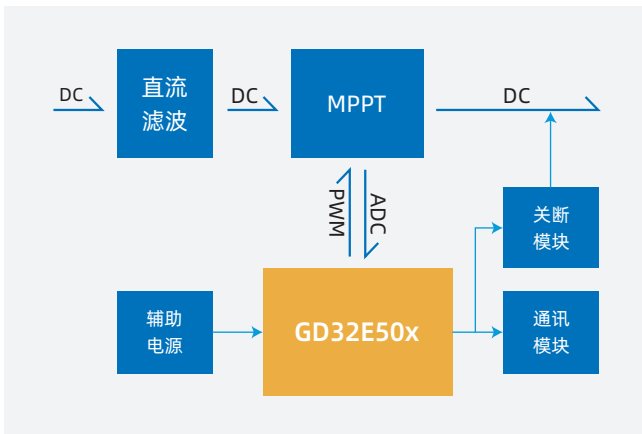 DC
直流
滤波
DC
MPPT
DC
PWM
ADC
关断
模块
辅助
电源
GD32E50x
通讯
模块